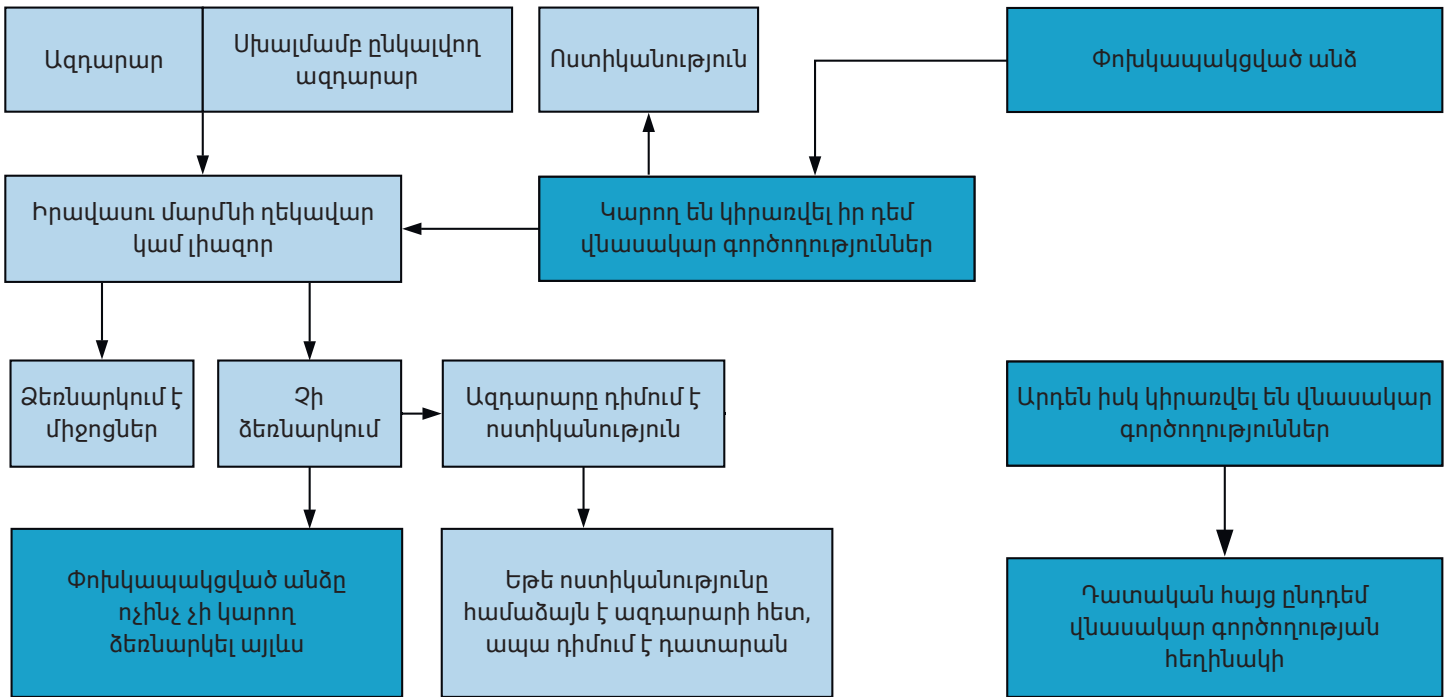 Ազդարար
Սխալմամբ ընկալվող
ազդարար
Ոստիկանություն
Փոխկապակցված անձ
Իրավասու մարմնի ղեկավար
կամ լիազոր
Կարող են կիրառվել իր դեմ
վնասակար գործողություններ
Ձեռնարկում է
միջոցներ
Չի
ձեռնարկում
Ազդարարը դիմում է
ոստիկանություն
Արդեն իսկ կիրառվել են վնասակար
գործողություններ
Փոխկապակցված անձը
ոչինչ չի կարող
ձեռնարկել այլևս
Եթե ոստիկանությունը
համաձայն է ազդարարի հետ,
ապա դիմում է դատարան
Դատական հայց ընդդեմ
վնասակար գործողության
հեղինակի